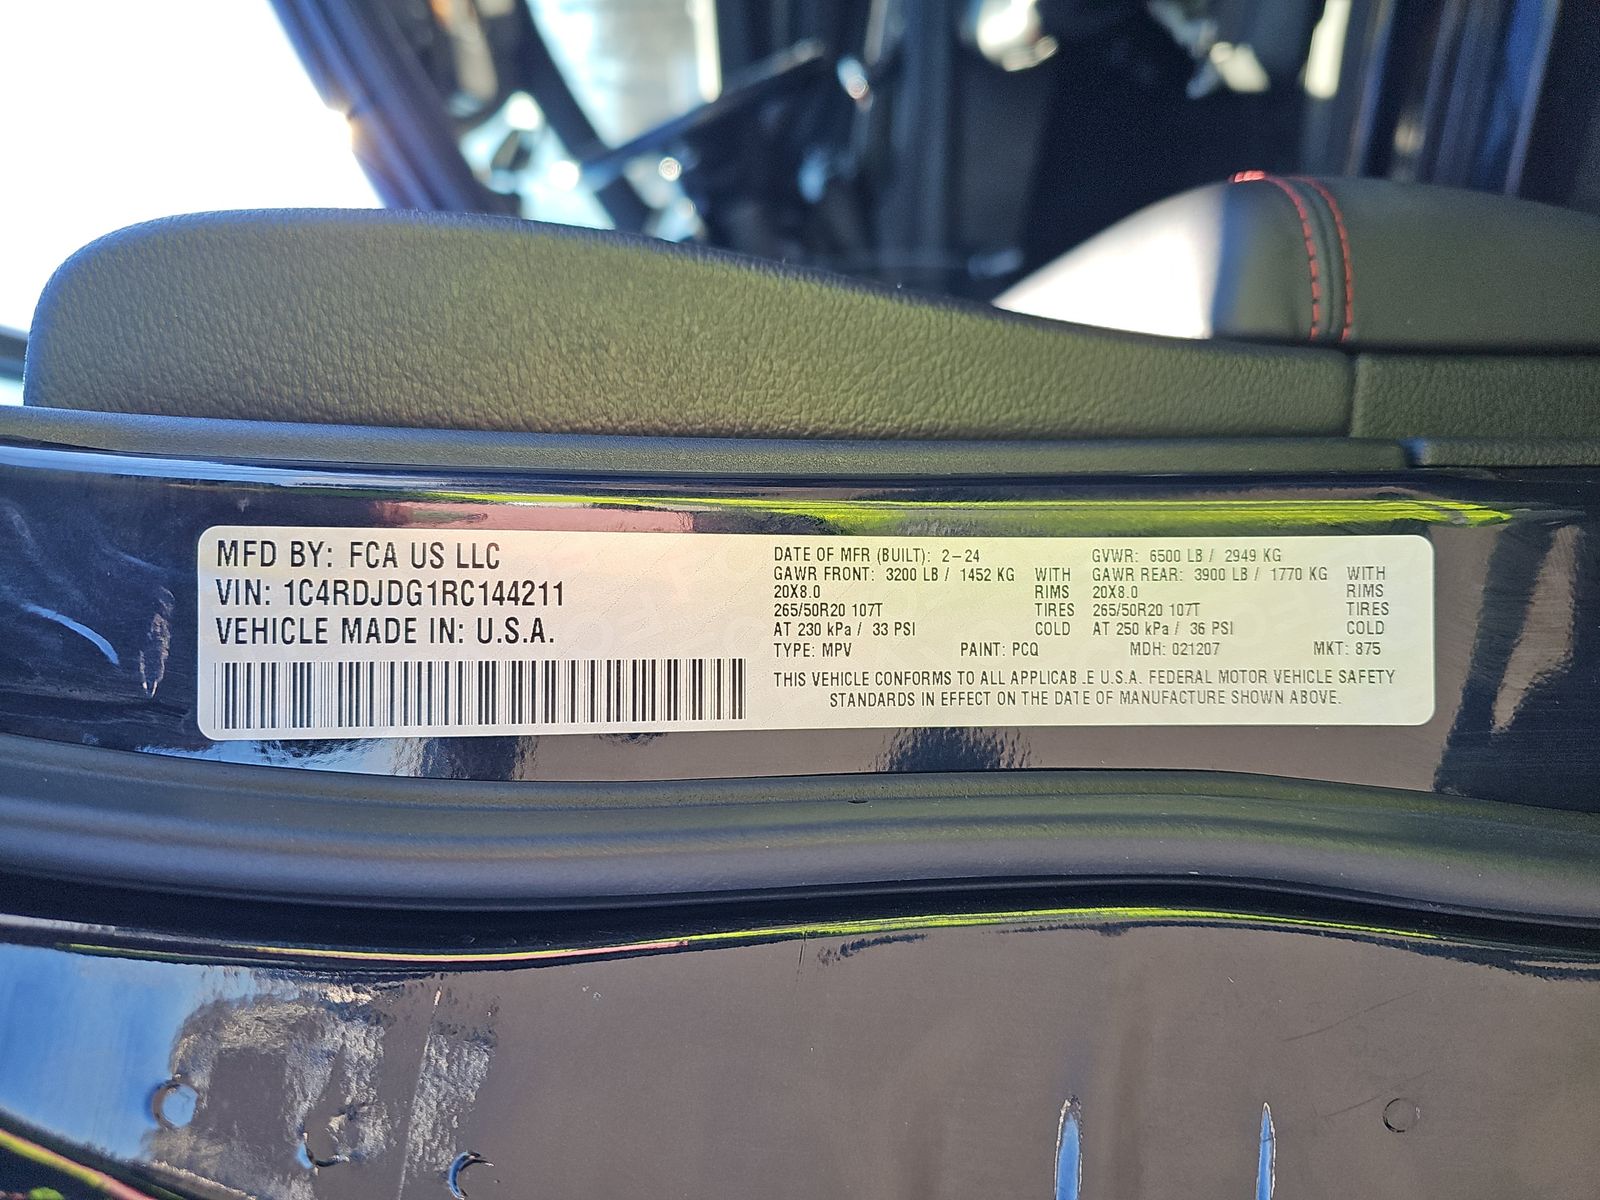 MFD BY: FCA US LLC
VIN: 1C4RDJDG1RC144211
VEHICLE MADE IN: U.S.A.
DATE OF MFR (BUILT): 2-24 GVWR: 6500 LB / 2949 KG
GAWR FRONT: 3200 LB / 1452 KG WITH GAWR REAR: 3900 LB / 1770 KG WITH
20X8.0 RIMS 20X8.0 RIMS
265/50R20 107T TIRES 265/50R20 107T TIRES
AT 230 kPa / 33 PSI COLD AT 250 kPa / 36 PSI COLD
TYPE: MPV PAINT: PCQ MDH: 021207 MKT: 875
THIS VEHICLE CONFORMS TO ALL APPLICAB.E U.S.A. FEDERAL MOTOR VEHICLE SAFETY
STANDARDS IN EFFECT ON THE DATE OF MANUFACTURE SHOWN ABOVE.